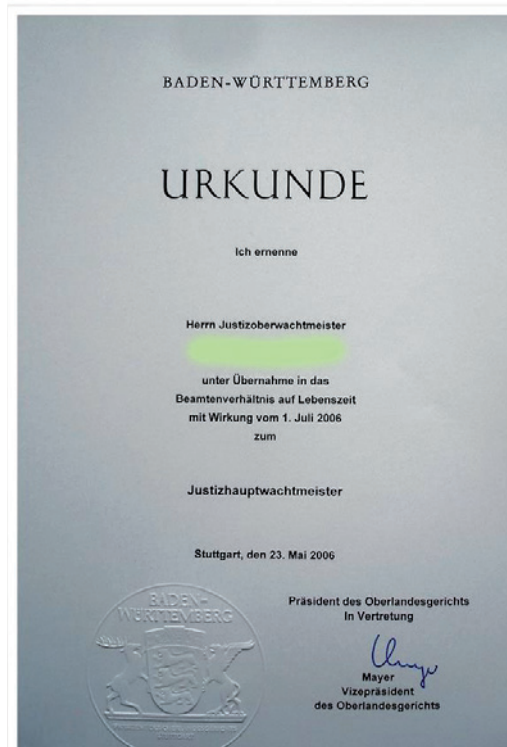 BADEN-WÜRTTEMBERG
URKUNDE
Ich ernenne
Herrn Justizoberwachtmeister
unter Übernahme in das
Beamtenverhältnis auf Lebenszeit
mit Wirkung vom 1. Juli 2006
zum
Justizhauptwachtmeister
Stuttgart, den 23. Mai 2006
Präsident des Oberlandesgerichts
In Vertretung
Mayer
Vizepräsident
des Oberlandesgerichts
BADEN-
WÜRTTEMBERG